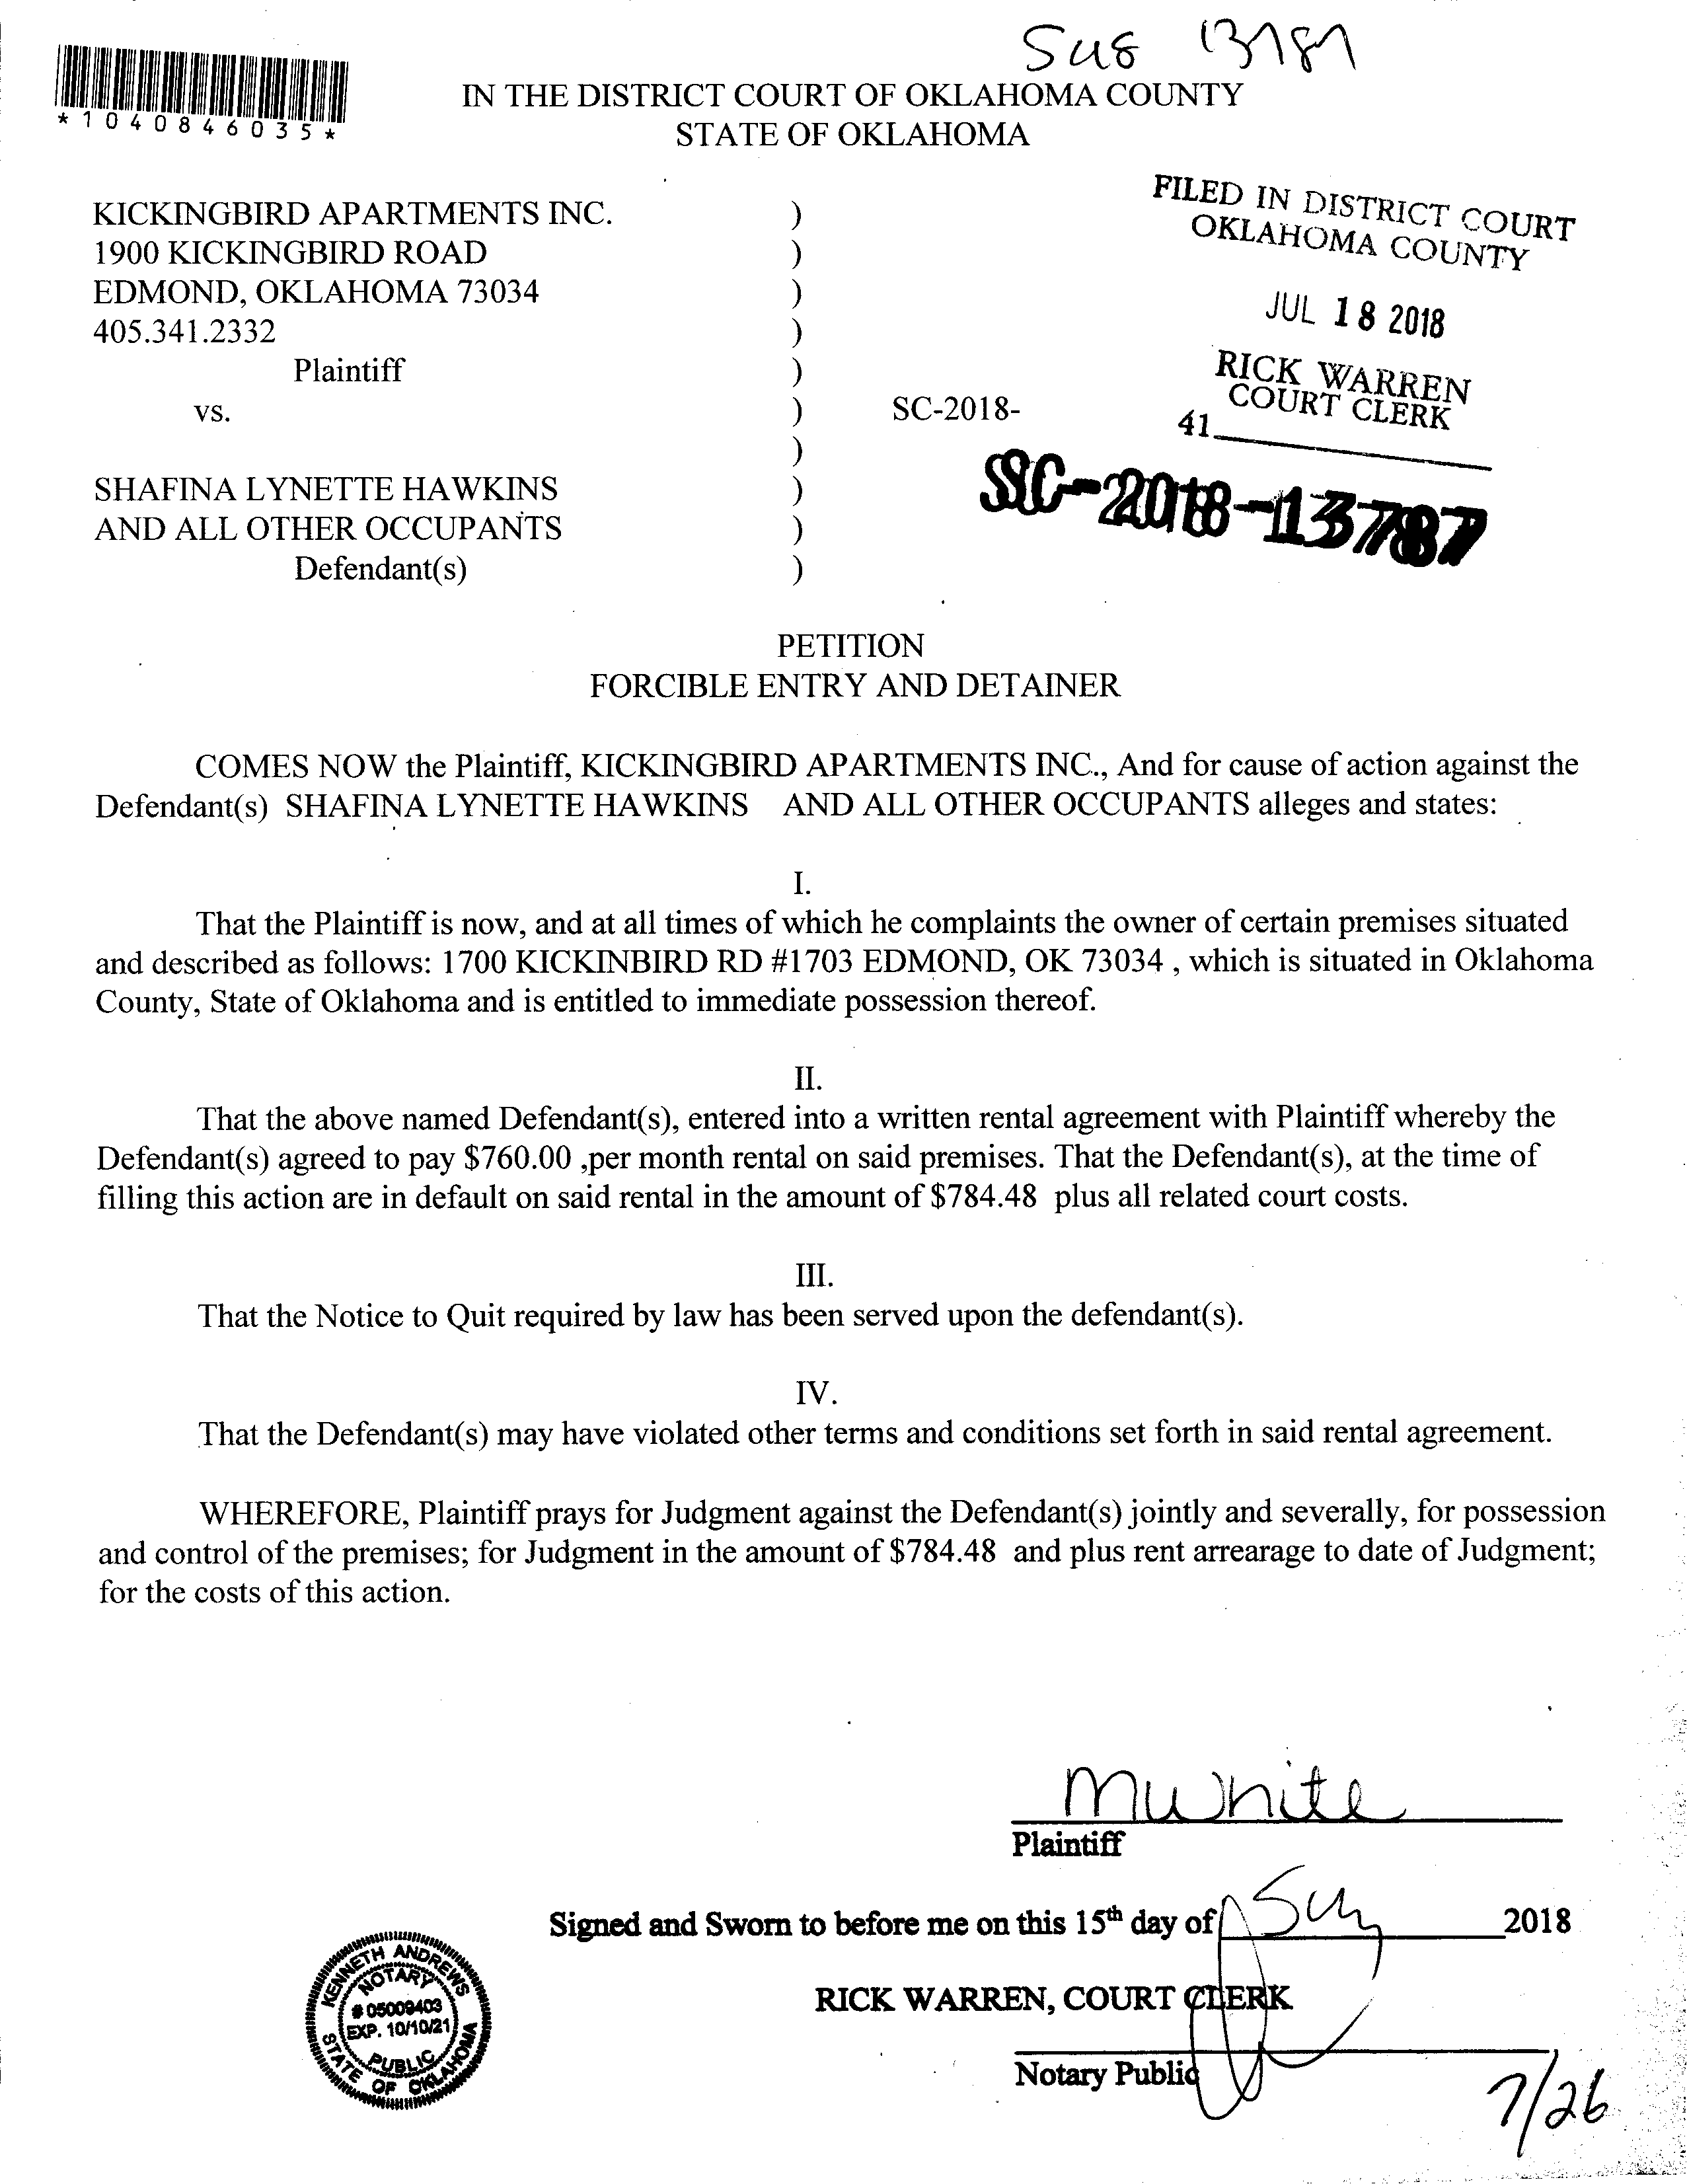 13787
*1040846035*
IN THE DISTRICT COURT OF OKLAHOMA COUNTY
STATE OF OKLAHOMA
FILED IN DISTRICT COURT
OKLAHOMA COUNTY
JUL 18 2018
RICK WARREN
COURT CLERK
41
KICKINGBIRD APARTMENTS INC. )
1900 KICKINGBIRD ROAD )
EDMOND, OKLAHOMA 73034 )
405.341.2332 )
Plaintiff )
vs. ) SC-2018-
)
SC-2018-13787
SHAFINA LYNETTE HAWKINS )
AND ALL OTHER OCCUPANTS )
Defendant(s) )
PETITION
FORCIBLE ENTRY AND DETAINER
COMES NOW the Plaintiff, KICKINGBIRD APARTMENTS INC., And for cause of action against the
Defendant(s) SHAFINA LYNETTE HAWKINS AND ALL OTHER OCCUPANTS alleges and states:
I.
That the Plaintiff is now, and at all times of which he complaints the owner of certain premises situated
and described as follows: 1700 KICKINBIRD RD #1703 EDMOND, OK 73034 , which is situated in Oklahoma
County, State of Oklahoma and is entitled to immediate possession thereof.
II.
That the above named Defendant(s), entered into a written rental agreement with Plaintiff whereby the
Defendant(s) agreed to pay $760.00 ,per month rental on said premises. That the Defendant(s), at the time of
filling this action are in default on said rental in the amount of $784.48 plus all related court costs.
III.
That the Notice to Quit required by law has been served upon the defendant(s).
IV.
That the Defendant(s) may have violated other terms and conditions set forth in said rental agreement.
WHEREFORE, Plaintiff prays for Judgment against the Defendant(s) jointly and severally, for possession
and control of the premises; for Judgment in the amount of $784.48 and plus rent arrearage to date of Judgment;
for the costs of this action.
MWhite
Plaintiff
Signed and Sworn to before me on this 15th day of 2018
RICK WARREN, COURT CLERK
Notary Public
KENNETH ANDREWS
NOTARY
# 05009403
EXP. 10/10/21
PUBLIC
STATE OF OKLAHOMA
7/26